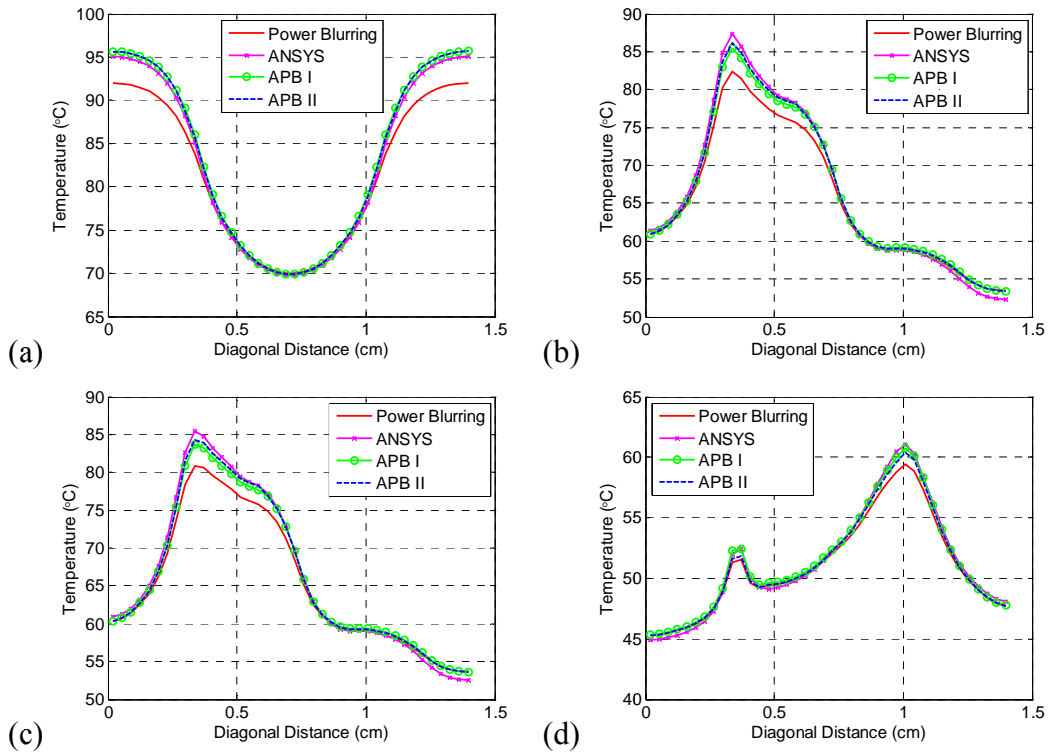 100
95
90
85
80
75
70
65
0
0.5
1
1.5
Temperature (°C)
Diagonal Distance (cm)
Power Blurring
ANSYS
APB I
APB II
(a)
90
85
80
75
70
65
60
55
50
0
0.5
1
1.5
Temperature (°C)
Diagonal Distance (cm)
Power Blurring
ANSYS
APB I
APB II
(b)
90
85
80
75
70
65
60
55
50
0
0.5
1
1.5
Temperature (°C)
Diagonal Distance (cm)
Power Blurring
ANSYS
APB I
APB II
(c)
65
60
55
50
45
40
0
0.5
1
1.5
Temperature (°C)
Diagonal Distance (cm)
Power Blurring
ANSYS
APB I
APB II
(d)